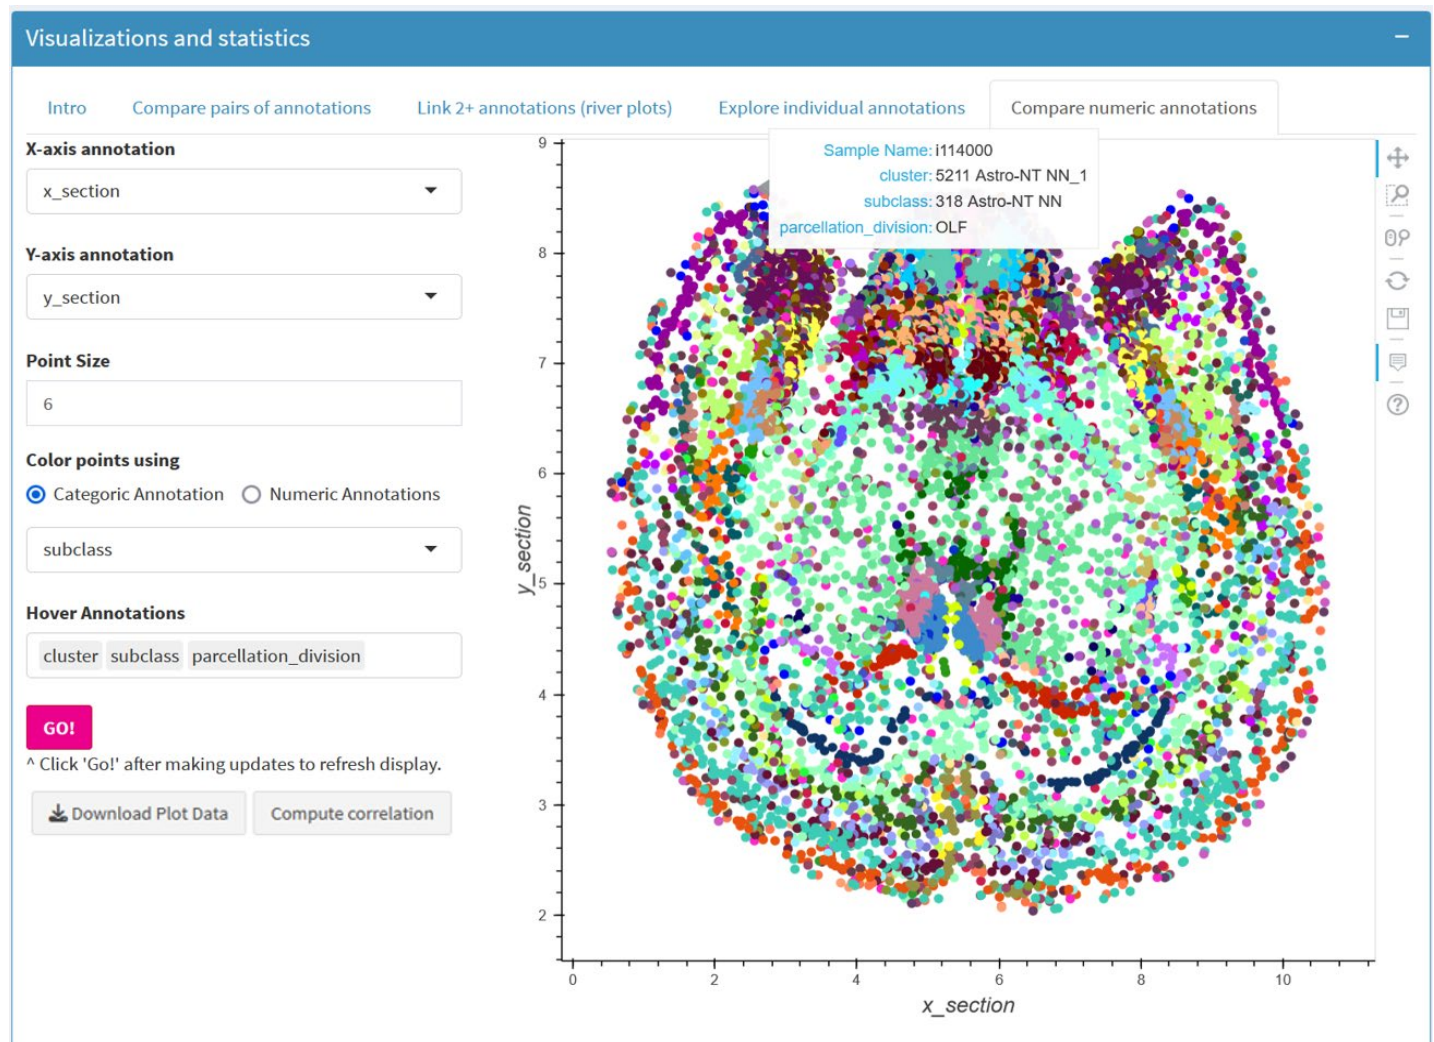 Visualizations and statistics
Intro
Compare pairs of annotations
Link 2+ annotations (river plots)
Explore individual annotations
Compare numeric annotations
X-axis annotation
x_section
Y-axis annotation
y_section
Point Size
6
Color points using
Categoric Annotation
Numeric Annotations
subclass
Hover Annotations
cluster subclass parcellation_division
GO!
^ Click 'Go!' after making updates to refresh display.
Download Plot Data
Compute correlation
Sample Name: i114000
cluster: 5211 Astro-NT NN_1
subclass: 318 Astro-NT NN
parcellation_division: OLF
9
8
7
6
5
4
3
2
y_section
0 2 4 6 8 10
x_section